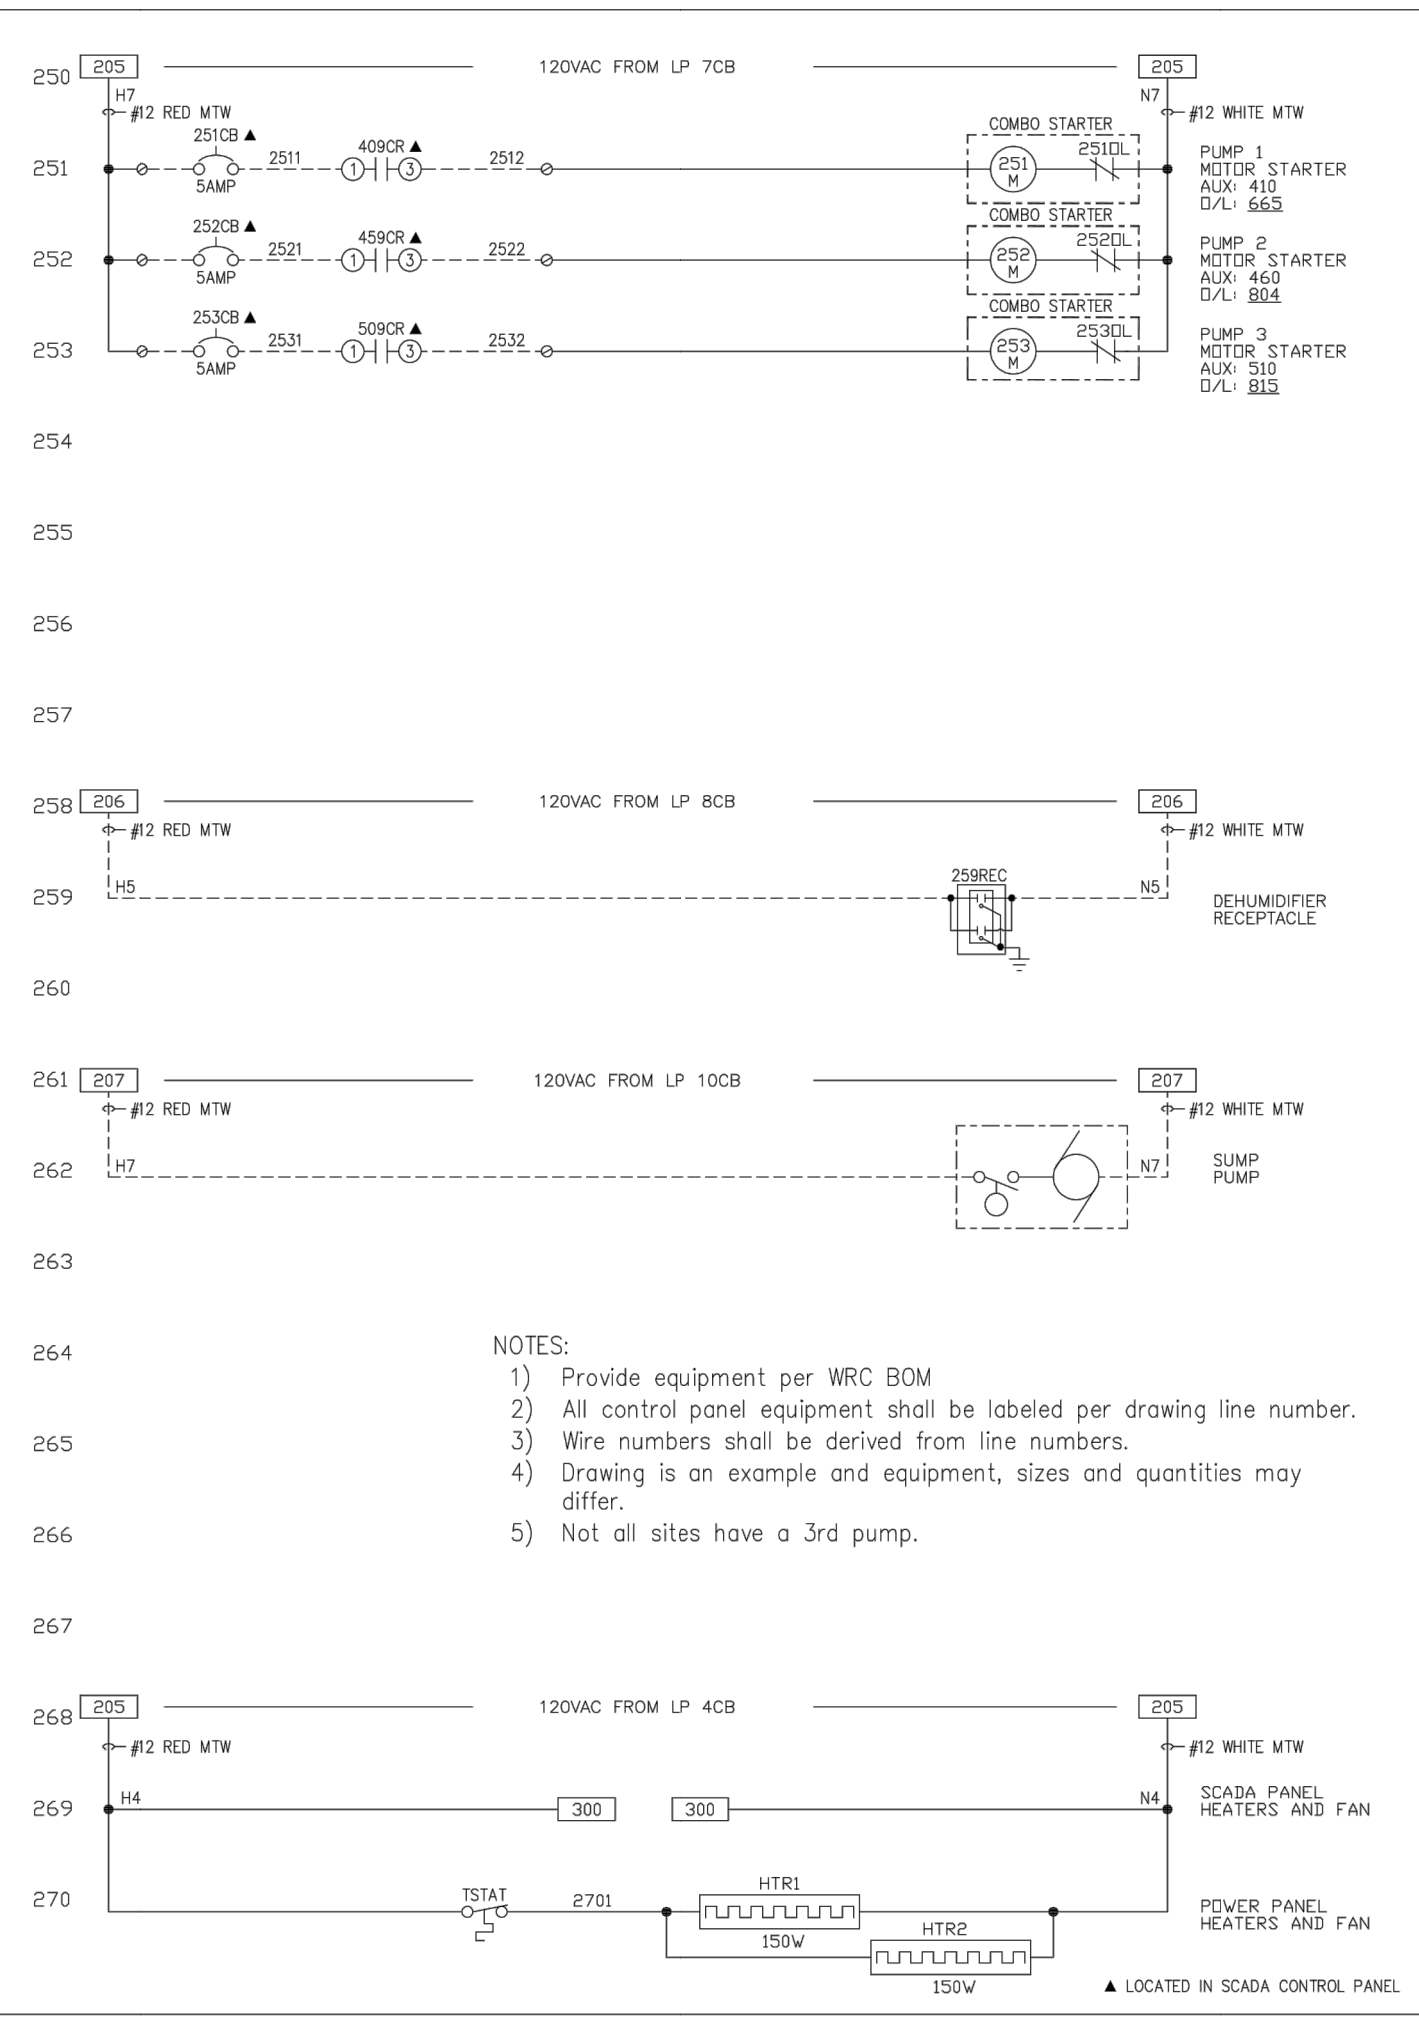 250 205 120VAC FROM LP 7CB 205
H7 N7
#12 RED MTW #12 WHITE MTW
251CB ▲ 409CR ▲ COMBO STARTER
251 2511 1 3 2512 251 M 251OL PUMP 1
5AMP MOTOR STARTER
AUX: 410
O/L: 665
252CB ▲ 459CR ▲ COMBO STARTER
252 2521 1 3 2522 252 M 252OL PUMP 2
5AMP MOTOR STARTER
AUX: 460
O/L: 804
253CB ▲ 509CR ▲ COMBO STARTER
253 2531 1 3 2532 253 M 253OL PUMP 3
5AMP MOTOR STARTER
AUX: 510
O/L: 815
254
255
256
257
258 206 120VAC FROM LP 8CB 206
#12 RED MTW #12 WHITE MTW
259REC
259 H5 N5 DEHUMIDIFIER
RECEPTACLE
260
261 207 120VAC FROM LP 10CB 207
#12 RED MTW #12 WHITE MTW
262 H7 N7 SUMP
PUMP
263
264
265
266
267
NOTES:
1) Provide equipment per WRC BOM
2) All control panel equipment shall be labeled per drawing line number.
3) Wire numbers shall be derived from line numbers.
4) Drawing is an example and equipment, sizes and quantities may
differ.
5) Not all sites have a 3rd pump.
268 205 120VAC FROM LP 4CB 205
#12 RED MTW #12 WHITE MTW
269 H4 300 300 N4 SCADA PANEL
HEATERS AND FAN
270 TSTAT 2701 HTR1 POWER PANEL
150W HEATERS AND FAN
HTR2
150W
▲ LOCATED IN SCADA CONTROL PANEL